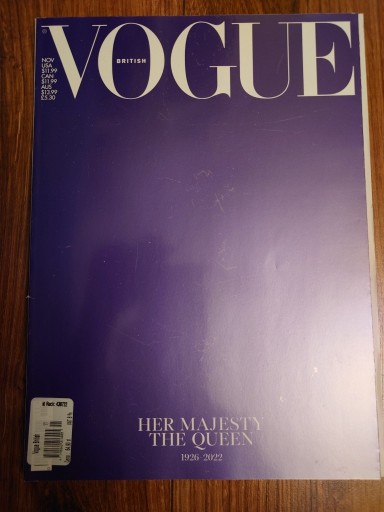 VOGUE
BRITISH
NOV
USA
$11.99
CAN
$11.99
AUS
$13.99
£5.30
HER MAJESTY
THE QUEEN
1926–2022